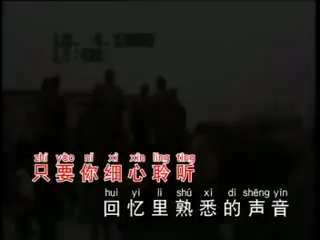 zhǐ yào nǐ xì xīn líng tīng
只要你细心聆听
huí yì lǐ shú xī di shēng yīn
回忆里熟悉的声音